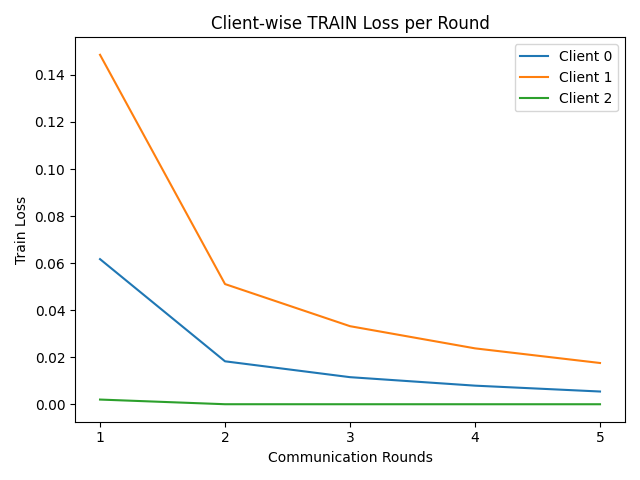 Client-wise TRAIN Loss per Round
Client 0
Client 1
Client 2
Train Loss
0.14
0.12
0.10
0.08
0.06
0.04
0.02
0.00
1 2 3 4 5
Communication Rounds